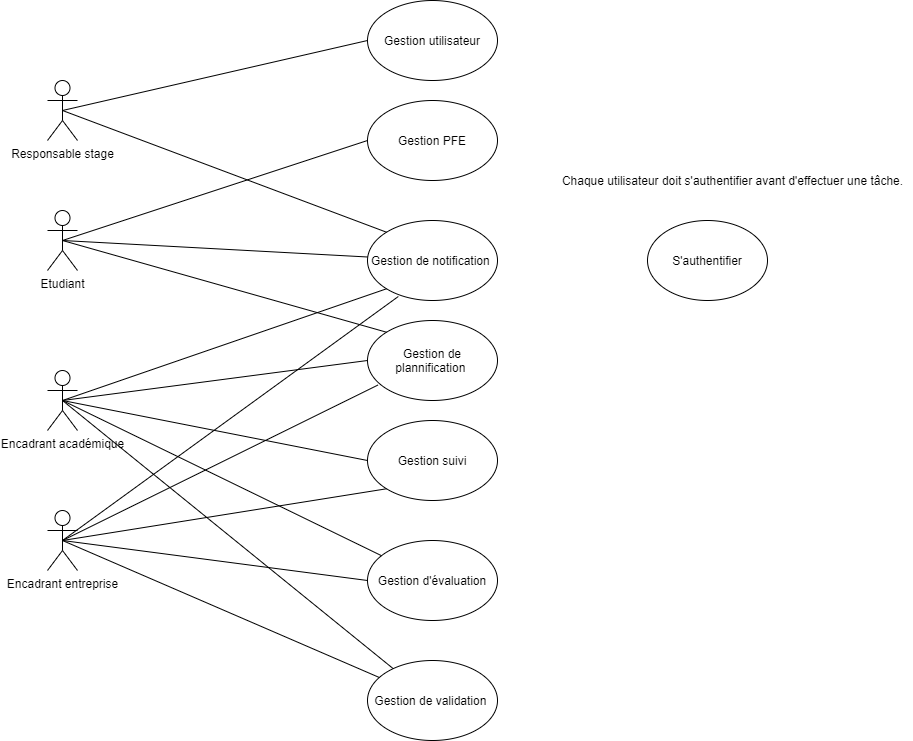 Gestion utilisateur
Responsable stage
Gestion PFE
Chaque utilisateur doit s'authentifier avant d'effectuer une tâche.
Etudiant
Gestion de notification
S'authentifier
Gestion de
plannification
Encadrant académique
Gestion suivi
Encadrant entreprise
Gestion d'évaluation
Gestion de validation